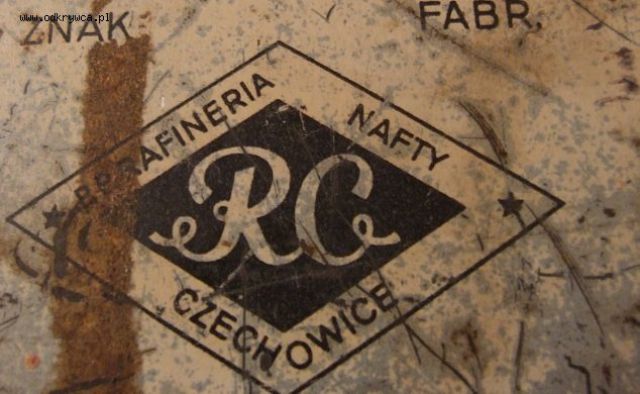 www.odkrywca.pl
ZNAK FABR.
RAFINERIA NAFTY
RC
CZECHOWICE